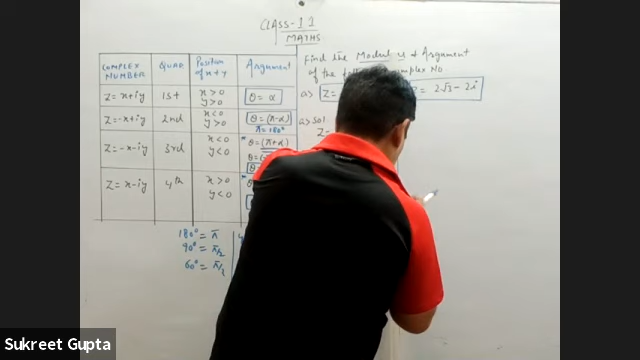 CLASS-11
MATHS
COMPLEX NUMBER
QUAD
Position of x+y
Argument
Z=x+iy
1st
x>0
y>0
θ=α
Z=-x+iy
2nd
x<0
y>0
θ=(π-α)
π=180°
Z=-x-iy
3rd
x<0
y<0
θ=(π+α)
Z=x-iy
4th
x>0
y<0
180°=π
90°=π/2
60°=π/
Find the Modulus & Argument
of the
Complex No
a) Z=
= 2√3-2i
a) Sol
Z=
Sukreet Gupta